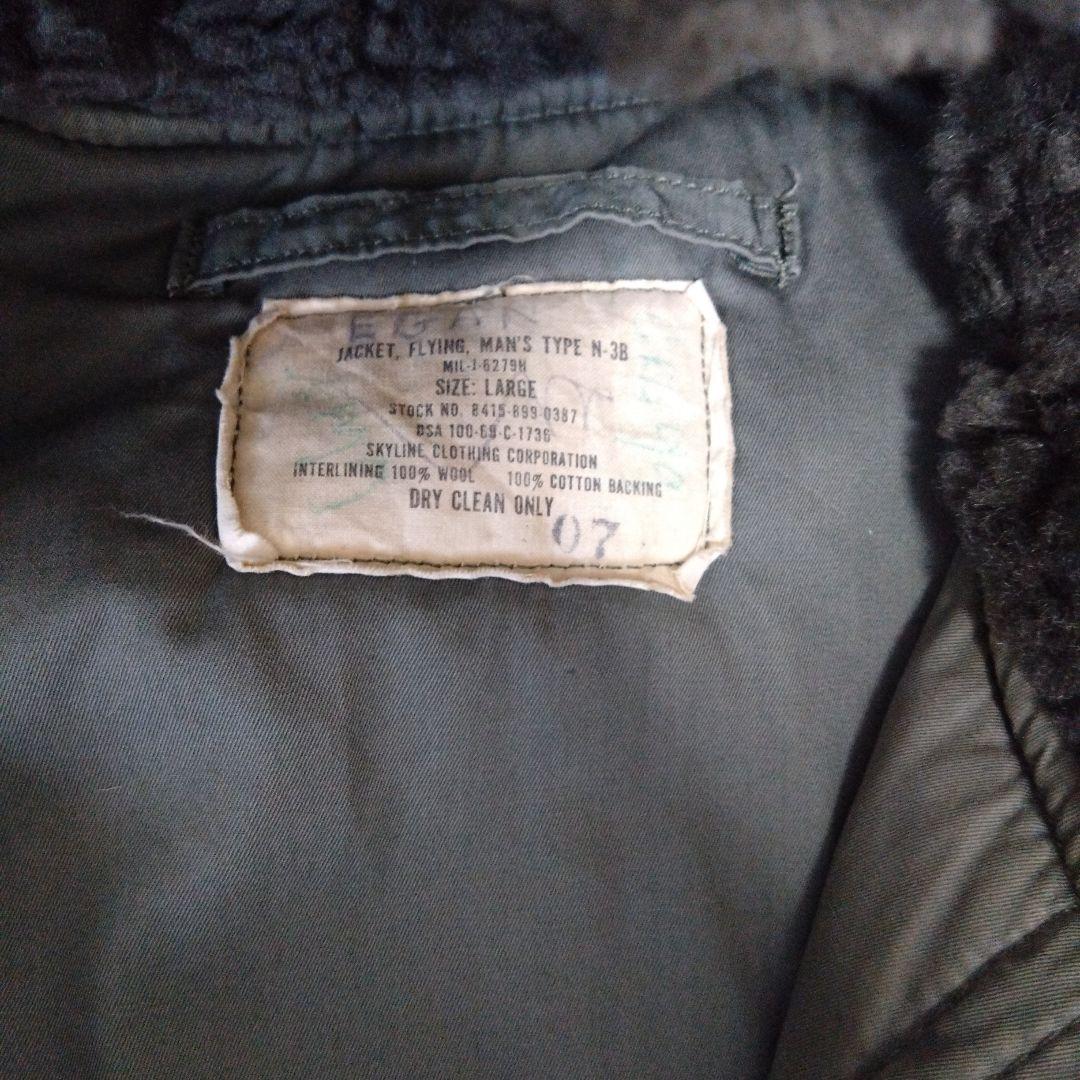 EGAN
JACKET, FLYING, MAN'S TYPE N-3B
MIL-J-6279H
SIZE: LARGE
STOCK NO. 8415-899-0387
DSA 100-69-C-1736
SKYLINE CLOTHING CORPORATION
INTERLINING 100% WOOL 100% COTTON BACKING
DRY CLEAN ONLY
07